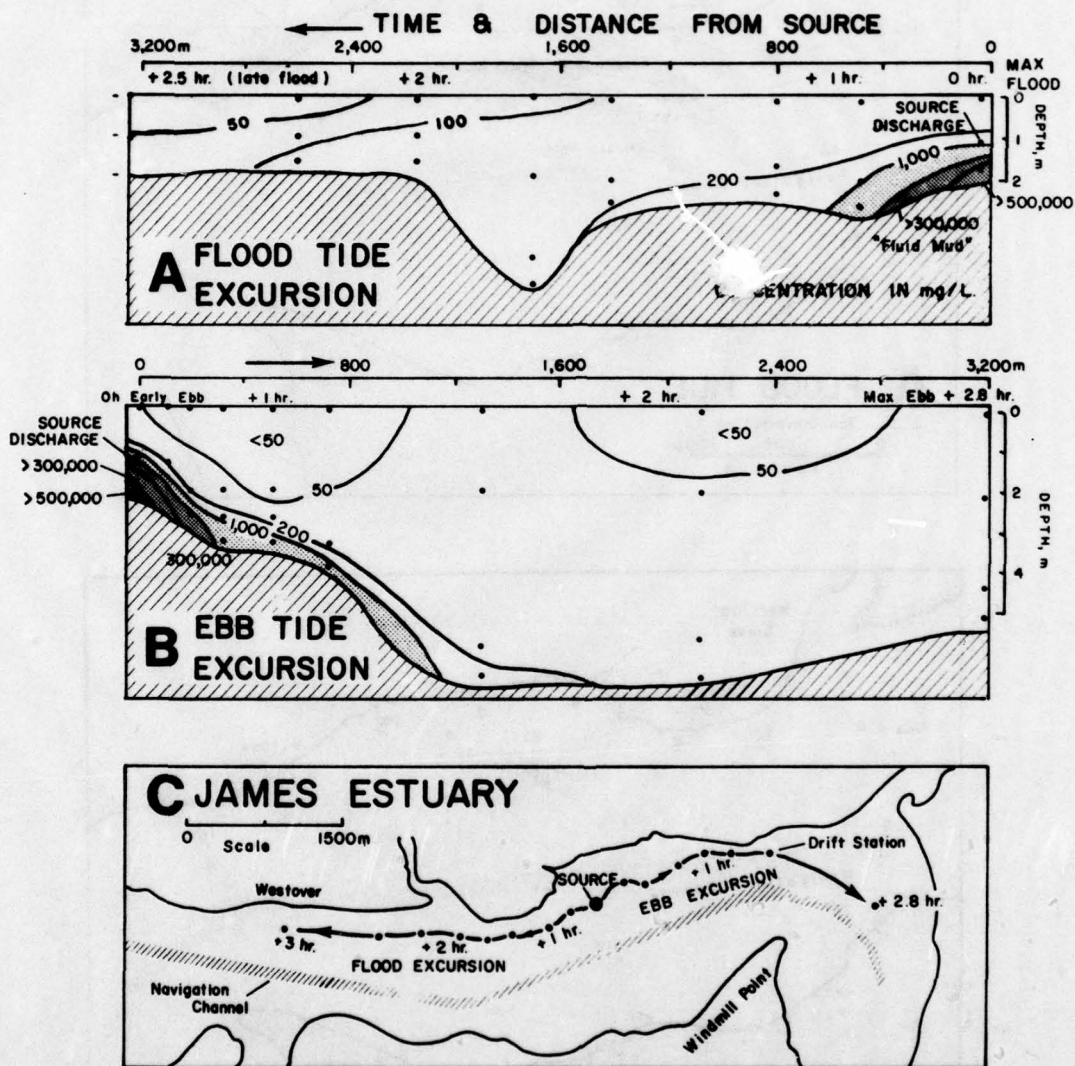 TIME & DISTANCE FROM SOURCE
3,200m 2,400 1,600 800 0
MAX FLOOD
+2.5 hr. (late flood) +2 hr. +1 hr. 0 hr.
50
100
200
1,000
SOURCE DISCHARGE
0
1
2
DEPTH, m
>500,000
>300,000
"Fluid Mud"
A FLOOD TIDE
EXCURSION
CONCENTRATION IN mg/L.
0 800 1,600 2,400 3,200m
Oh Early Ebb +1hr. +2 hr. Max Ebb +2.8 hr.
SOURCE
DISCHARGE
>300,000
>500,000
<50
50
<50
50
1,000
200
300,000
0
2
4
DEPTH, m
B EBB TIDE
EXCURSION
C JAMES ESTUARY
0 1500m
Scale
Westover
SOURCE
Drift Station
+1 hr.
EBB EXCURSION
+2.8 hr.
+1 hr.
+2 hr.
+3 hr.
FLOOD EXCURSION
Navigation
Channel
Windmill Point